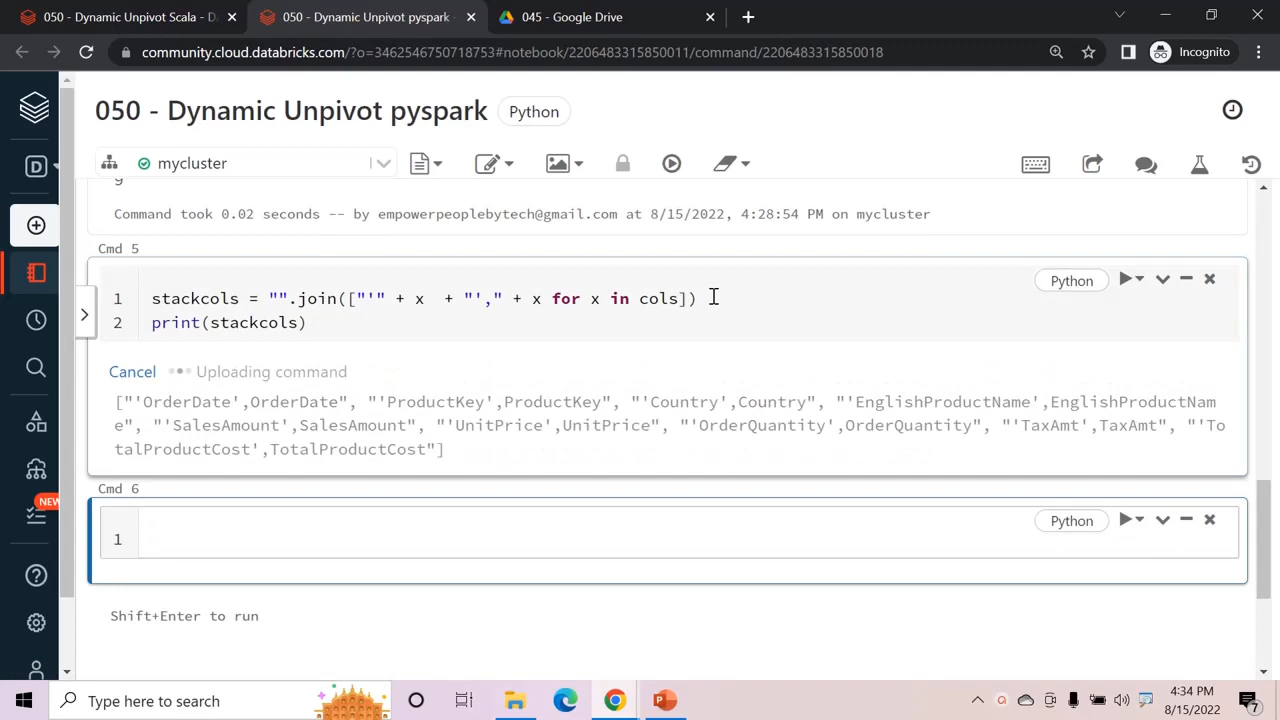 050 - Dynamic Unpivot Scala - D
050 - Dynamic Unpivot pyspark -
045 - Google Drive
community.cloud.databricks.com/?o=3462546750718753#notebook/2206483315850011/command/2206483315850018
Incognito
050 - Dynamic Unpivot pyspark
Python
D
mycluster
9
Command took 0.02 seconds -- by empowerpeoplebytech@gmail.com at 8/15/2022, 4:28:54 PM on mycluster
Cmd 5
Python
1 stackcols = "".join(["'" + x  + "'," + x for x in cols])
2 print(stackcols)
Cancel Uploading command
["'OrderDate',OrderDate", "'ProductKey',ProductKey", "'Country',Country", "'EnglishProductName',EnglishProductNam
e", "'SalesAmount',SalesAmount", "'UnitPrice',UnitPrice", "'OrderQuantity',OrderQuantity", "'TaxAmt',TaxAmt", "'To
talProductCost',TotalProductCost"]
Cmd 6
NEW
Python
1
Shift+Enter to run
Type here to search
4:34 PM
8/15/2022
7